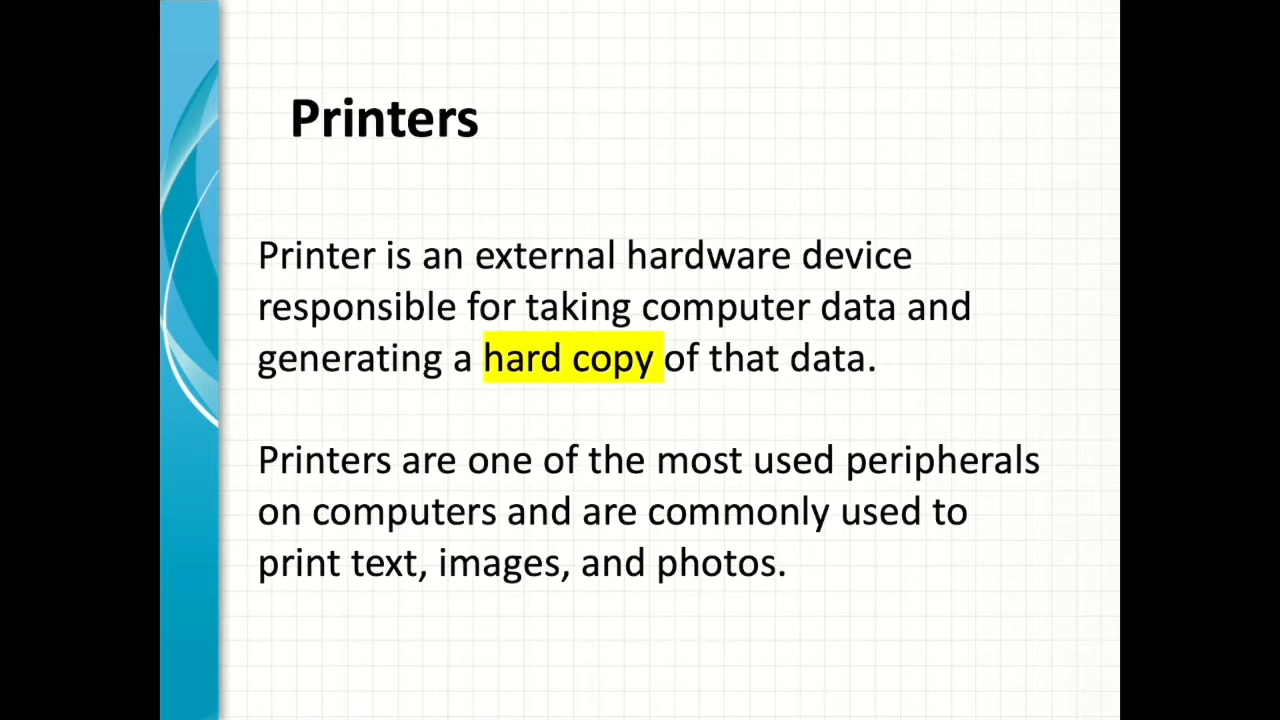 Printers
Printer is an external hardware device
responsible for taking computer data and
generating a hard copy of that data.
Printers are one of the most used peripherals
on computers and are commonly used to
print text, images, and photos.